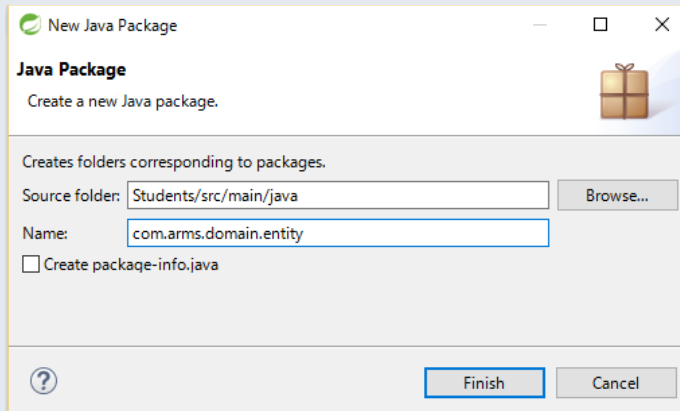 New Java Package
Java Package
Create a new Java package.
Creates folders corresponding to packages.
Source folder: Students/src/main/java Browse...
Name: com.arms.domain.entity
Create package-info.java
? Finish Cancel